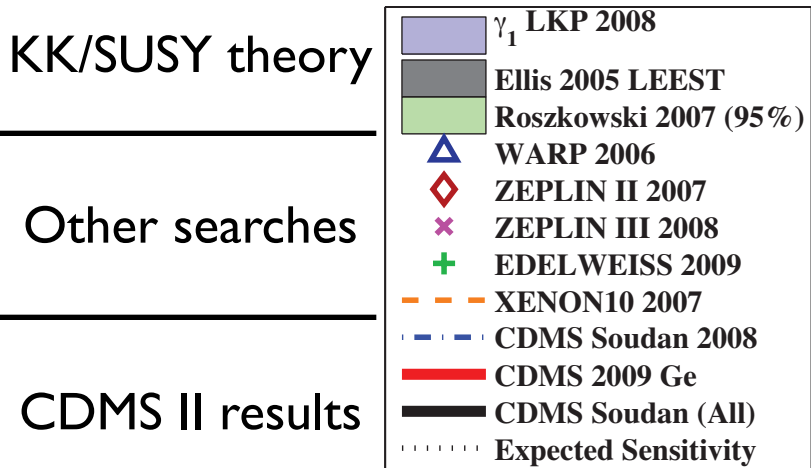 KK/SUSY theory
Other searches
CDMS II results
γ₁ LKP 2008
Ellis 2005 LEEST
Roszkowski 2007 (95%)
WARP 2006
ZEPLIN II 2007
ZEPLIN III 2008
EDELWEISS 2009
XENON10 2007
CDMS Soudan 2008
CDMS 2009 Ge
CDMS Soudan (All)
Expected Sensitivity